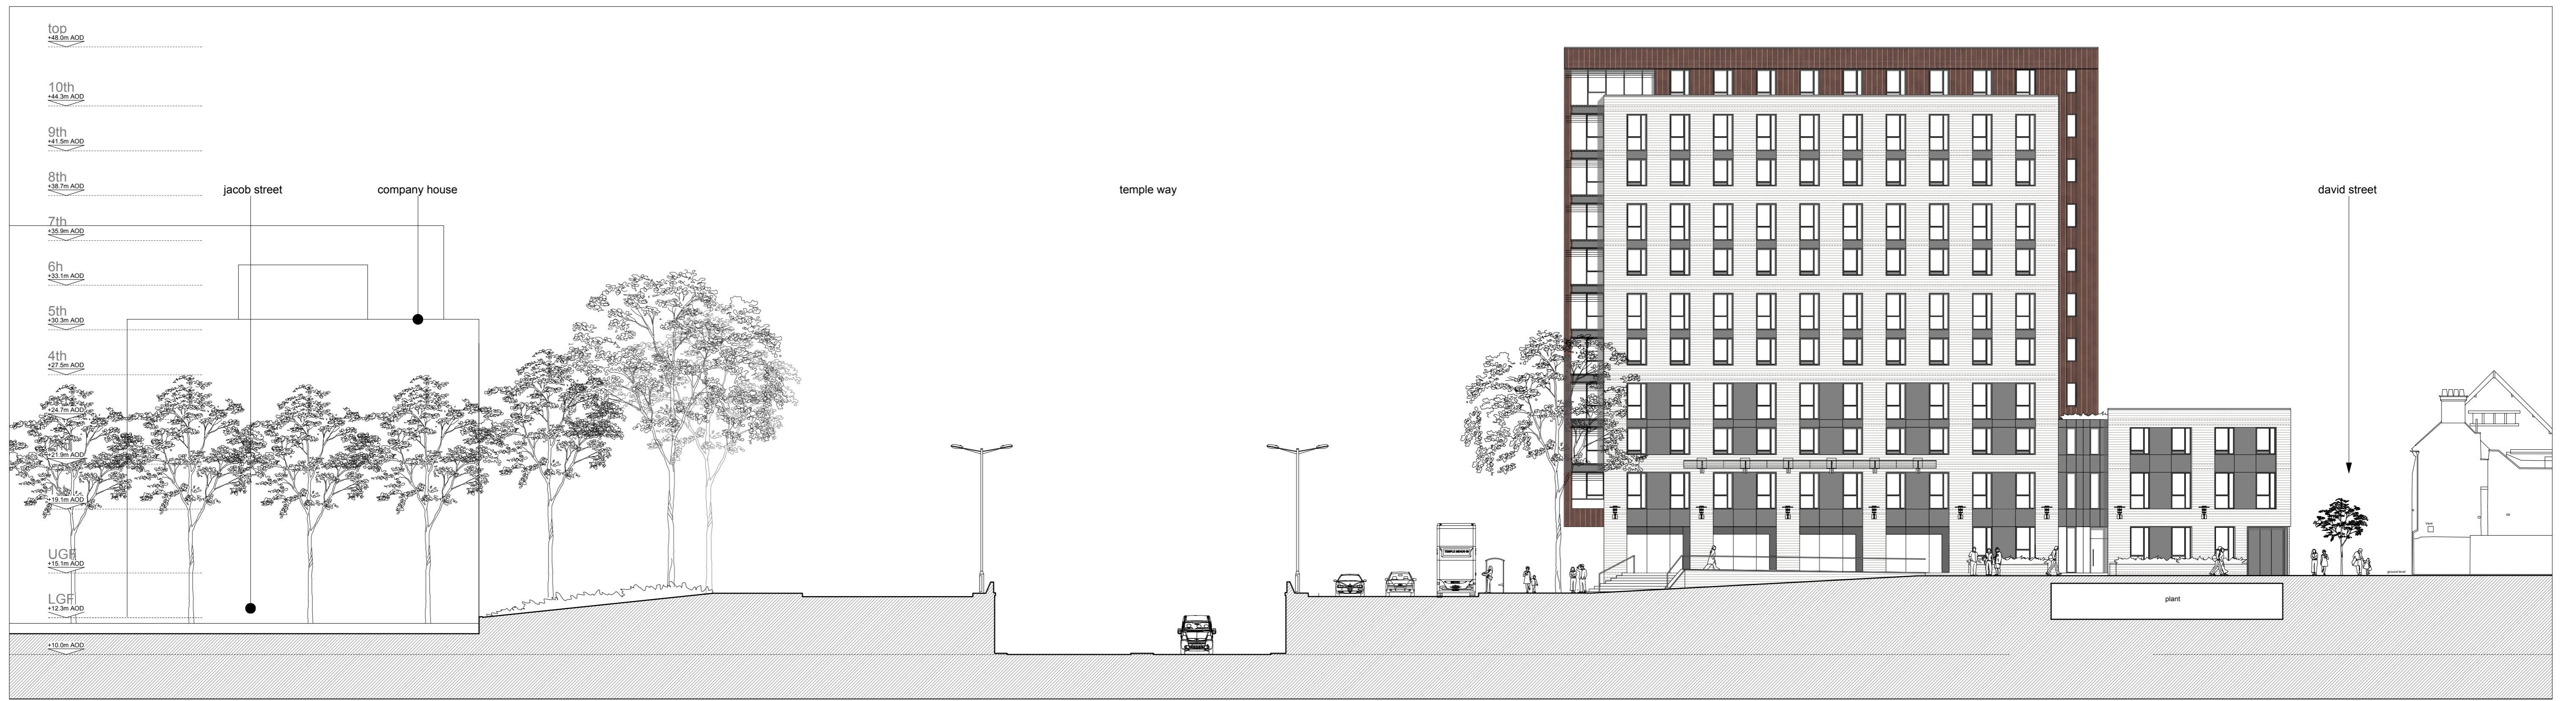 top
+48.0m AOD
10th
+44.3m AOD
9th
+41.5m AOD
8th
+38.7m AOD
7th
+35.9m AOD
6h
+33.1m AOD
5th
+30.3m AOD
4th
+27.5m AOD
+24.7m AOD
+21.9m AOD
+19.1m AOD
UGF
+15.1m AOD
LGF
+12.3m AOD
+10.0m AOD
jacob street
company house
temple way
david street
plant
ground level